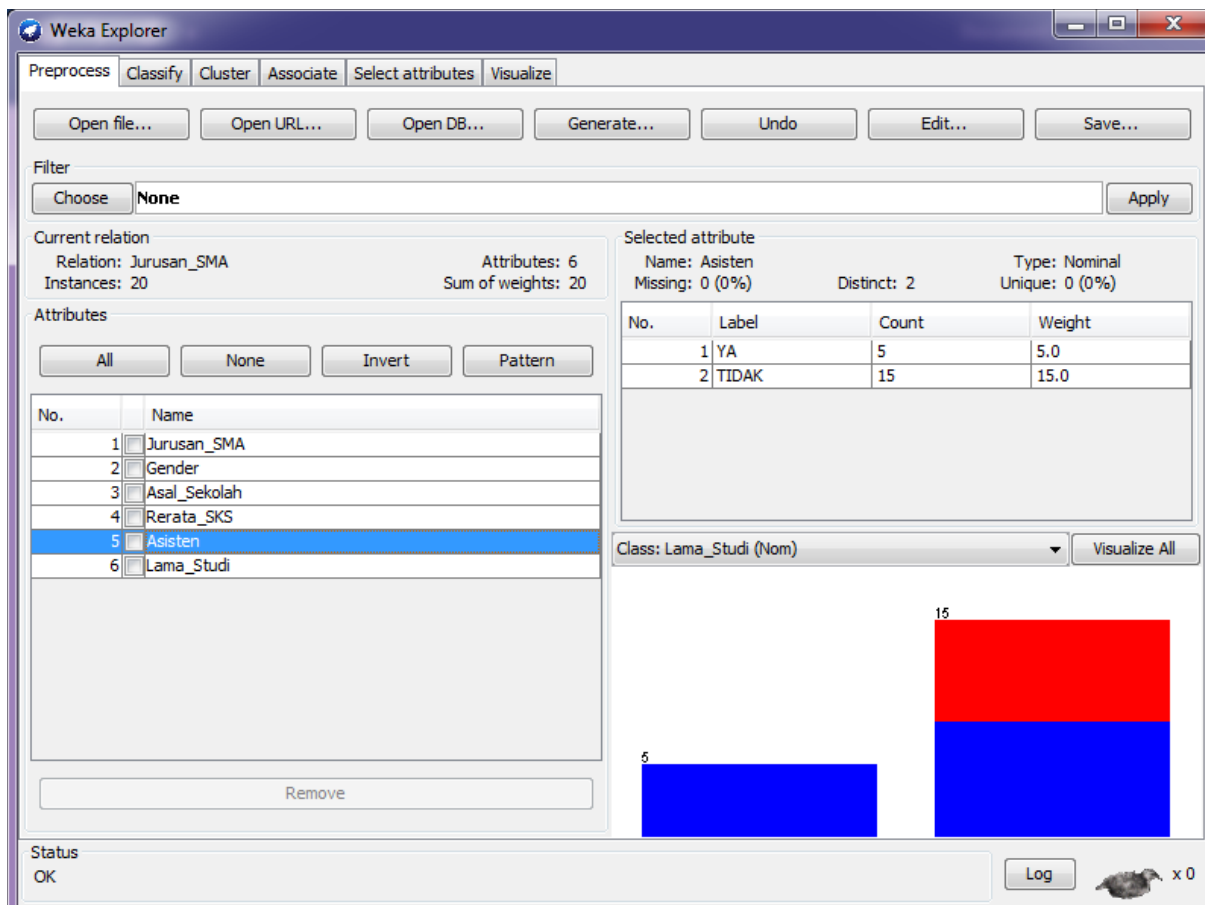 Weka Explorer
Preprocess Classify Cluster Associate Select attributes Visualize
Open file... Open URL... Open DB... Generate... Undo Edit... Save...
Filter
Choose None Apply
Current relation
Relation: Jurusan_SMA Attributes: 6
Instances: 20 Sum of weights: 20
Selected attribute
Name: Asisten Type: Nominal
Missing: 0 (0%) Distinct: 2 Unique: 0 (0%)
Attributes
All None Invert Pattern
No. Name
1 Jurusan_SMA
2 Gender
3 Asal_Sekolah
4 Rerata_SKS
5 Asisten
6 Lama_Studi
Remove
No. Label Count Weight
1 YA 5 5.0
2 TIDAK 15 15.0
Class: Lama_Studi (Nom) Visualize All
15
5
Status
OK
Log x 0